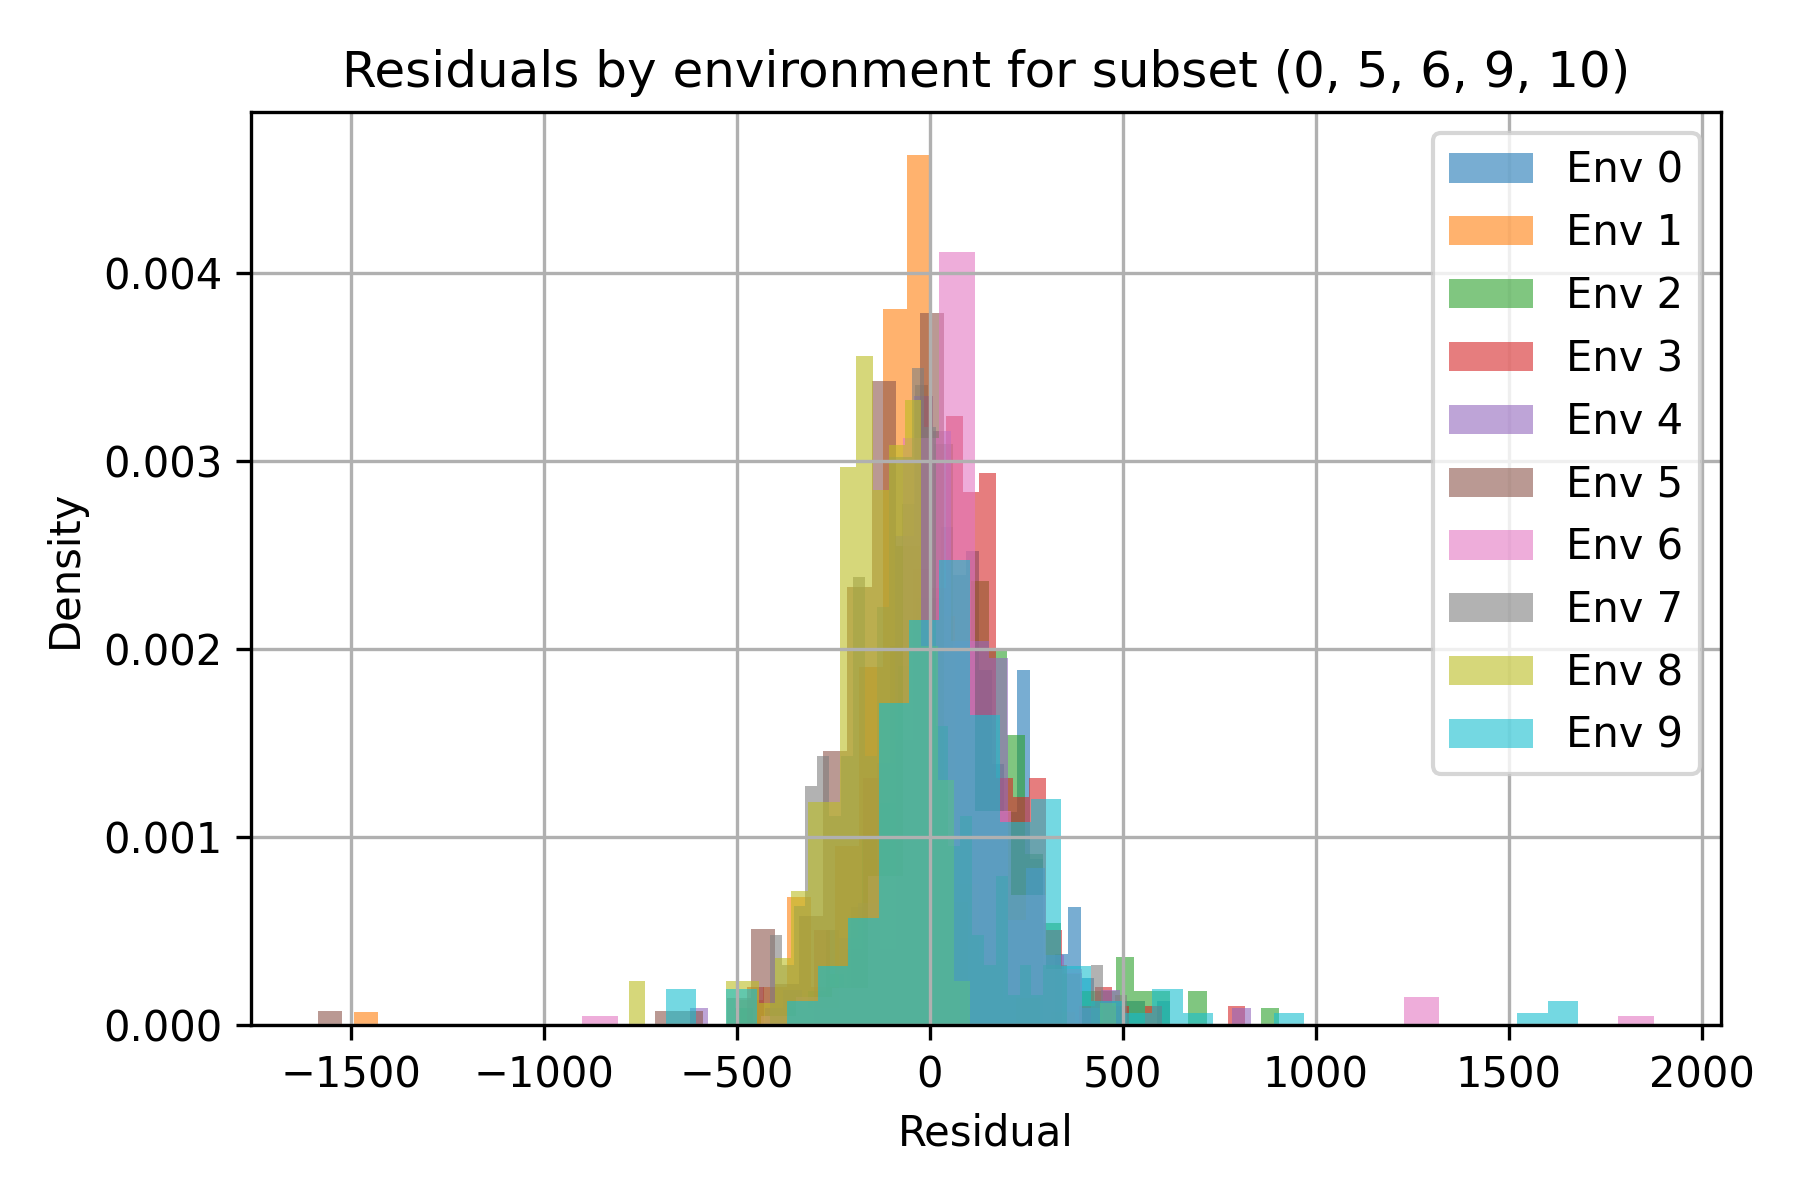 Residuals by environment for subset (0, 5, 6, 9, 10)
Env 0
Env 1
Env 2
Env 3
Env 4
Env 5
Env 6
Env 7
Env 8
Env 9
Density
0.004
0.003
0.002
0.001
0.000
−1500
−1000
−500
0
500
1000
1500
2000
Residual